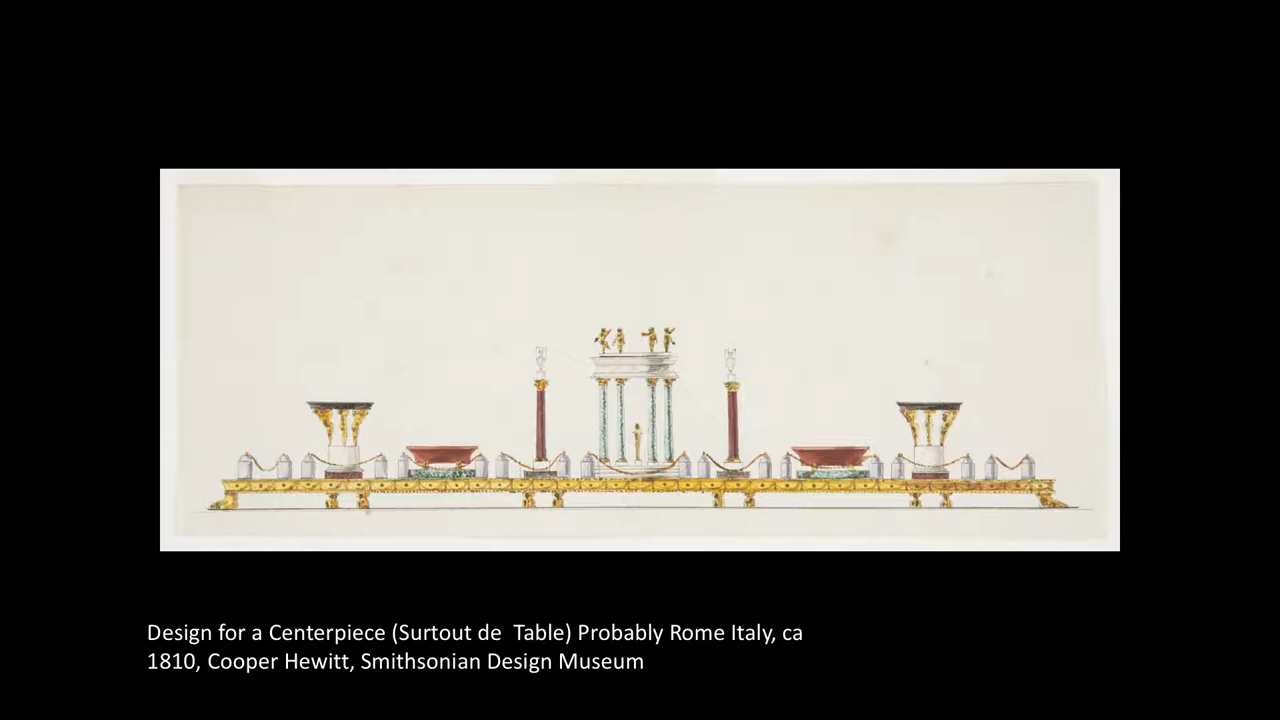 Design for a Centerpiece (Surtout de  Table) Probably Rome Italy, ca
1810, Cooper Hewitt, Smithsonian Design Museum